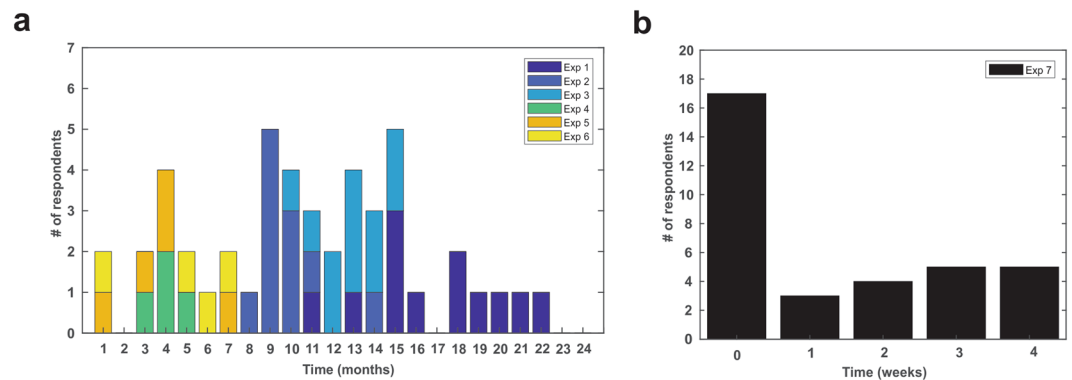 a
7
6
5
4
3
2
1
0
# of respondents
Exp 1
Exp 2
Exp 3
Exp 4
Exp 5
Exp 6
1 2 3 4 5 6 7 8 9 10 11 12 13 14 15 16 17 18 19 20 21 22 23 24
Time (months)
b
20
18
16
14
12
10
8
6
4
2
0
# of respondents
Exp 7
0 1 2 3 4
Time (weeks)